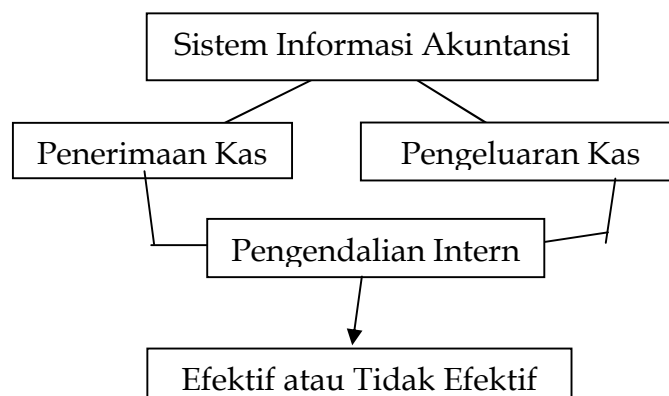 Sistem Informasi Akuntansi
Penerimaan Kas
Pengeluaran Kas
Pengendalian Intern
Efektif atau Tidak Efektif